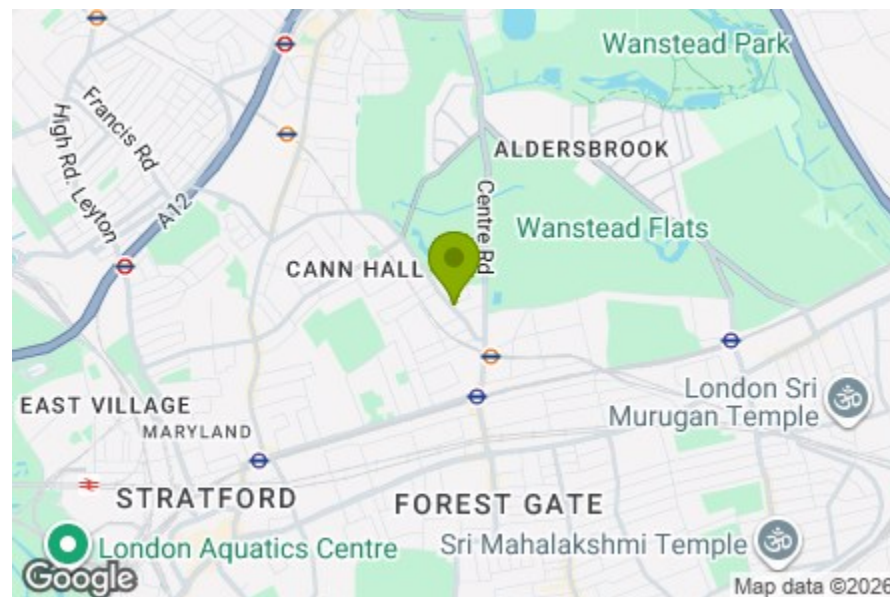 Wanstead Park
Francis Rd
High Rd. Leyton
A12
ALDERSBROOK
Centre Rd
Wanstead Flats
CANN HALL
EAST VILLAGE
MARYLAND
London Sri
Murugan Temple
STRATFORD
FOREST GATE
London Aquatics Centre
Sri Mahalakshmi Temple
Google
Map data ©2026